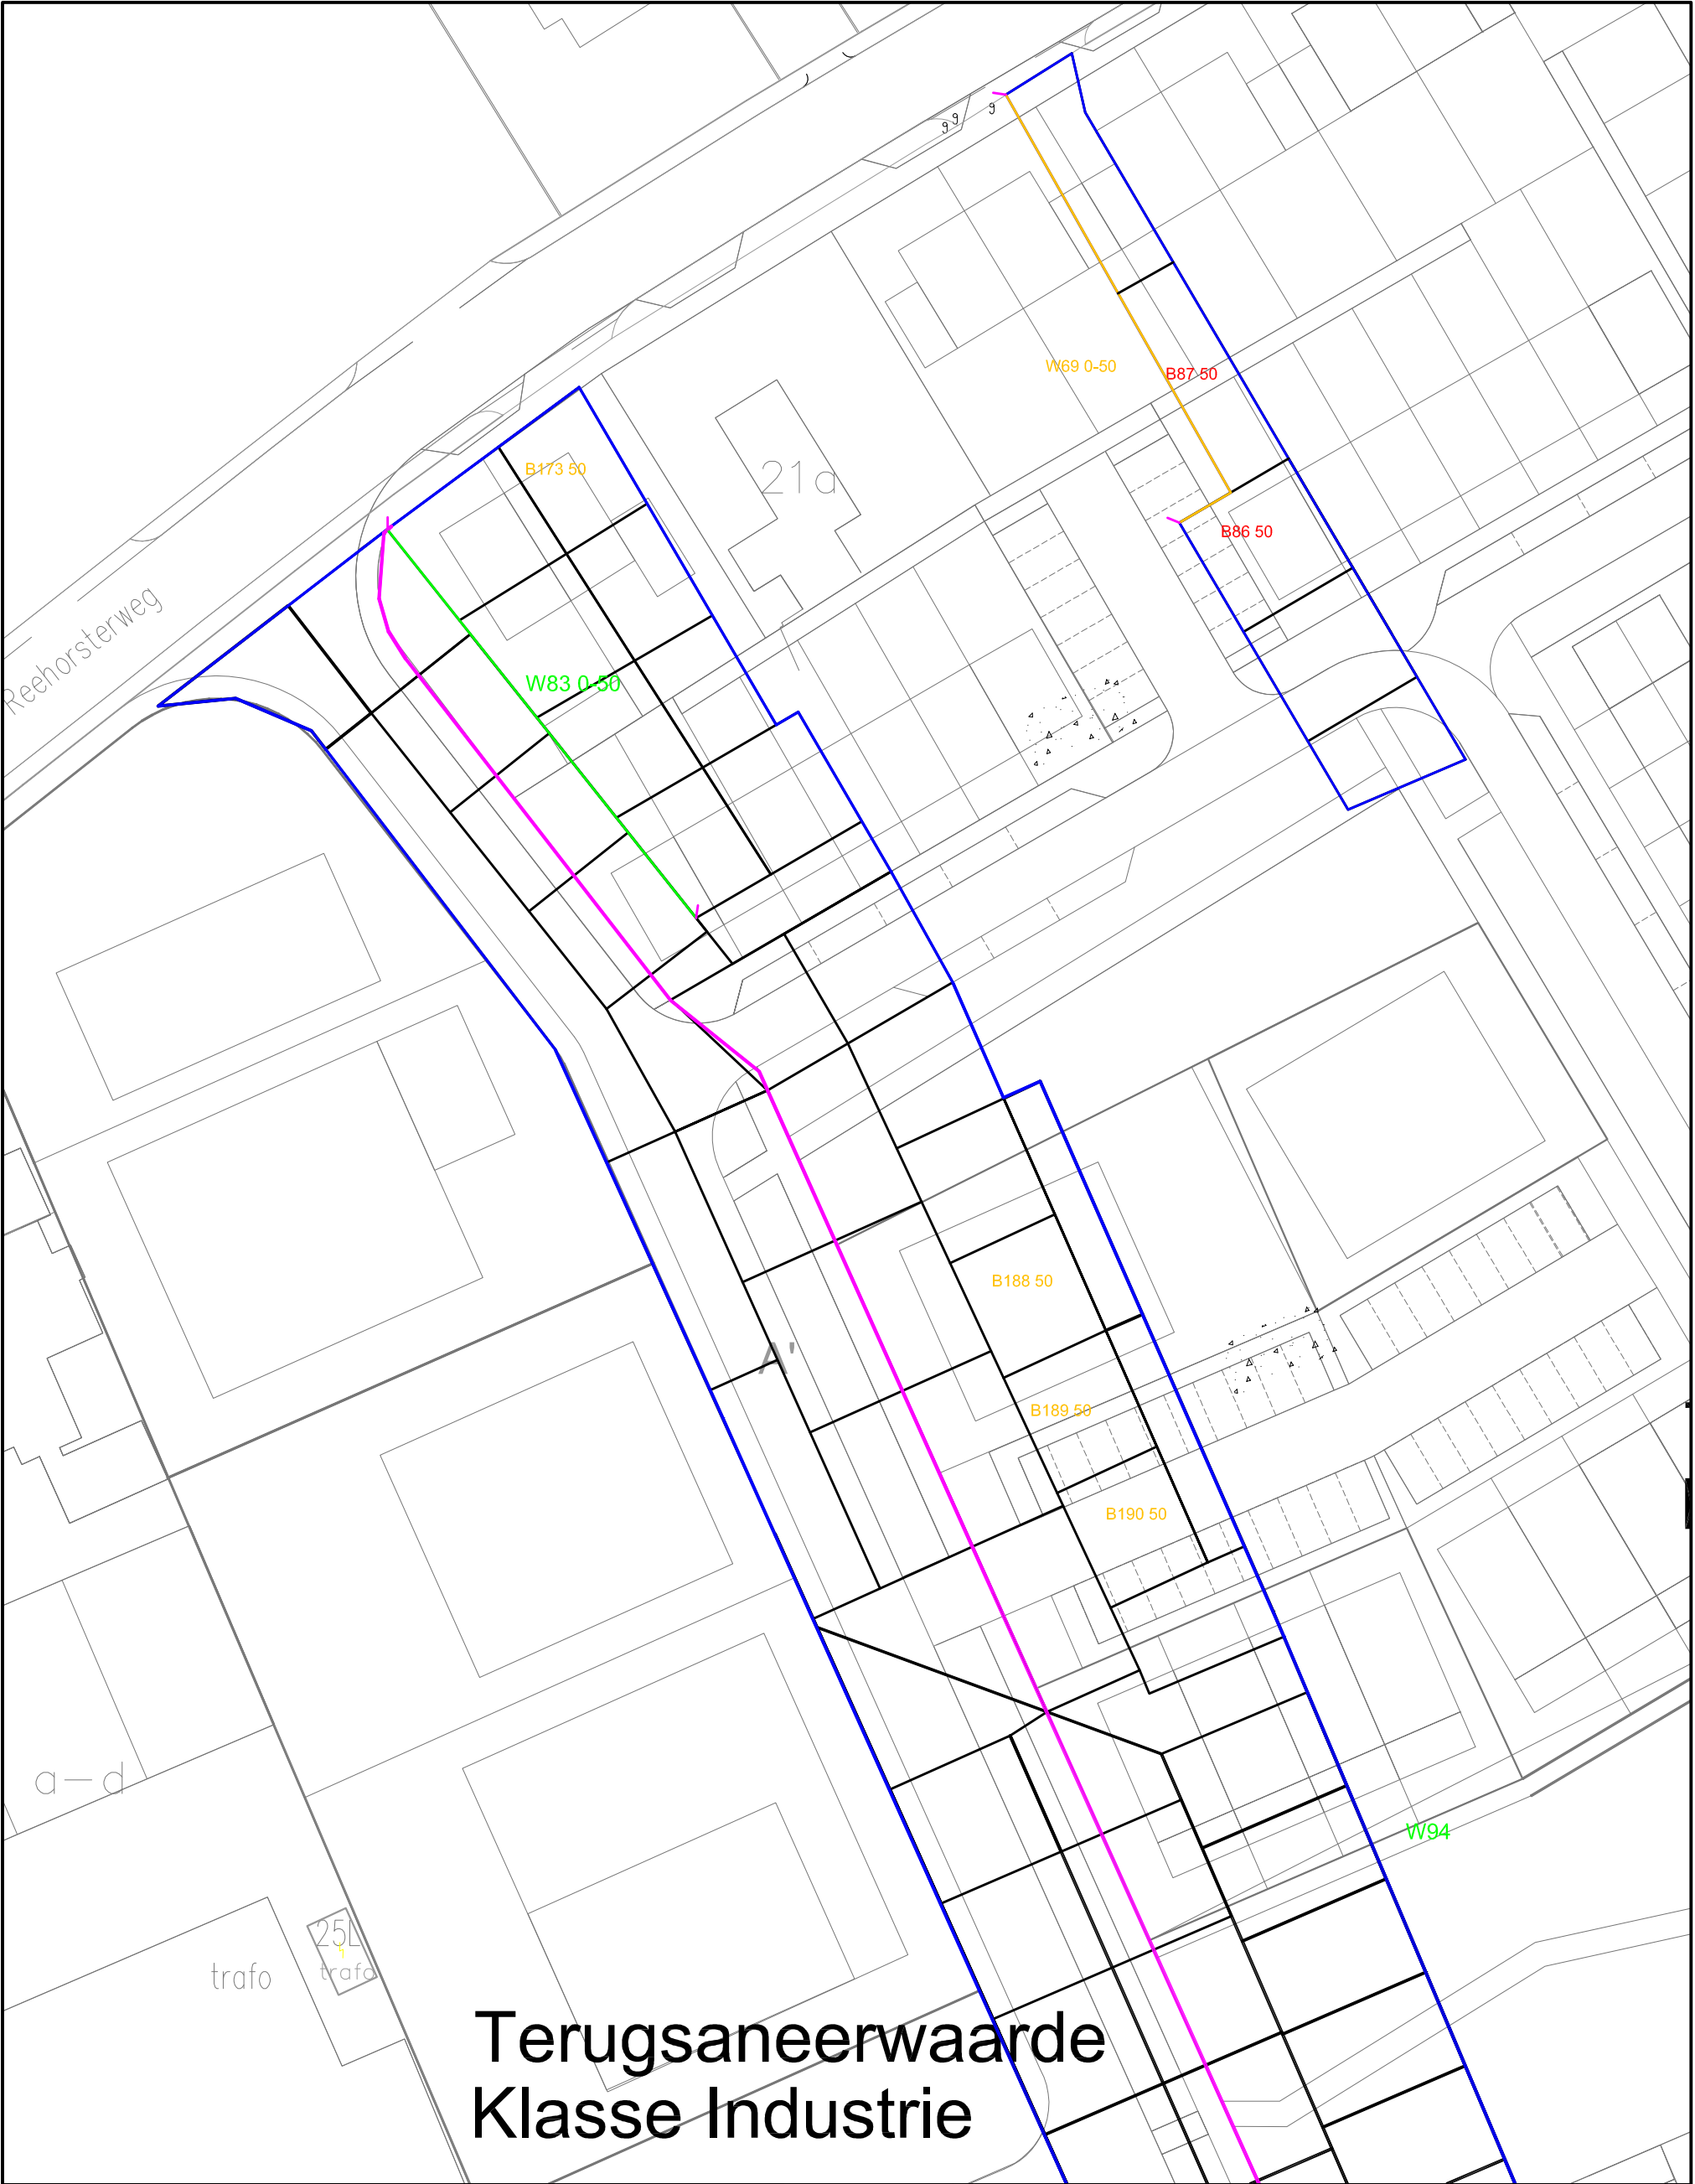 g g g
W69 0-50
B87 50
B173 50
21a
B86 50
Reehorsterweg
W83 0-50
B188 50
A'
B189 50
B190 50
a-d
W94
25L
trafo
trafo
Terugsaneerwaarde
Klasse Industrie